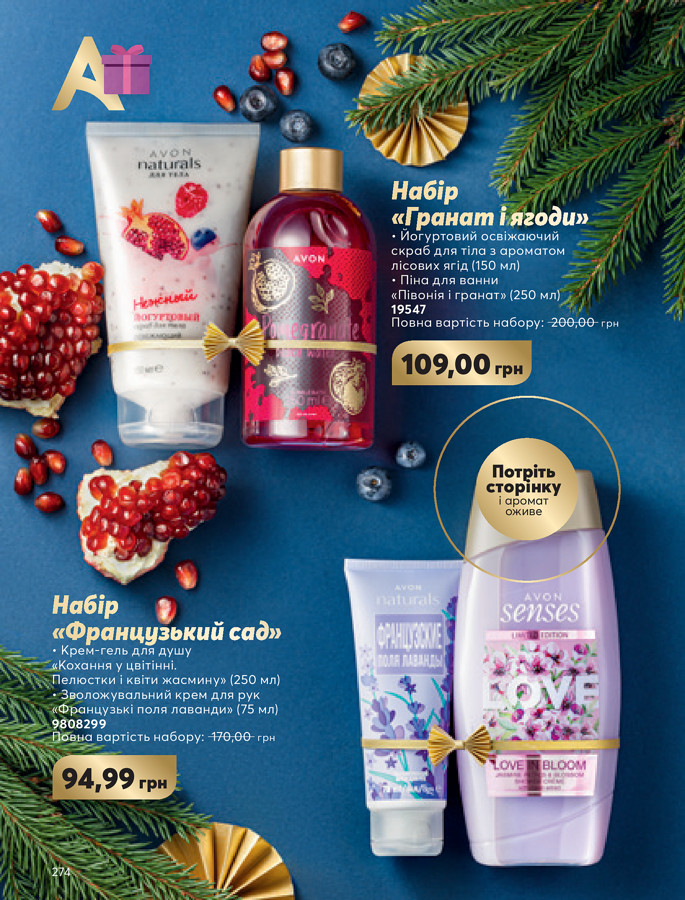 A
AVON
naturals
ДЛЯ ТЕЛА
Нежный
йогуртовый
скраб для тела
AVON
Pomegranate
Набір
«Гранат і ягоди»
• Йогуртовий освіжаючий
скраб для тіла з ароматом
лісових ягід (150 мл)
• Піна для ванни
«Півонія і гранат» (250 мл)
19547
Повна вартість набору: 200,00 грн
109,00 грн
Потріть
сторінку
і аромат
оживе
Набір
«Французький сад»
• Крем-гель для душу
«Кохання у цвітінні.
Пелюстки і квіти жасмину» (250 мл)
• Зволожувальний крем для рук
«Французькі поля лаванди» (75 мл)
9808299
Повна вартість набору: 170,00 грн
94,99 грн
AVON
naturals
ФРАНЦУЗСКИЕ
ПОЛЯ ЛАВАНДЫ
AVON
senses
LIMITED EDITION
LOVE
LOVE IN BLOOM
274